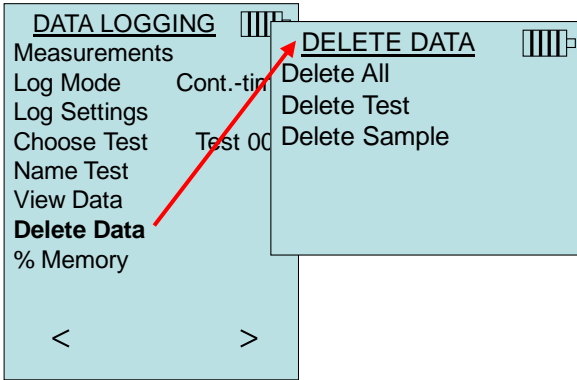 DATA LOGGING
Measurements
Log Mode Cont.-tim
Log Settings
Choose Test Test 00
Name Test
View Data
Delete Data
% Memory
< >
DELETE DATA
Delete All
Delete Test
Delete Sample